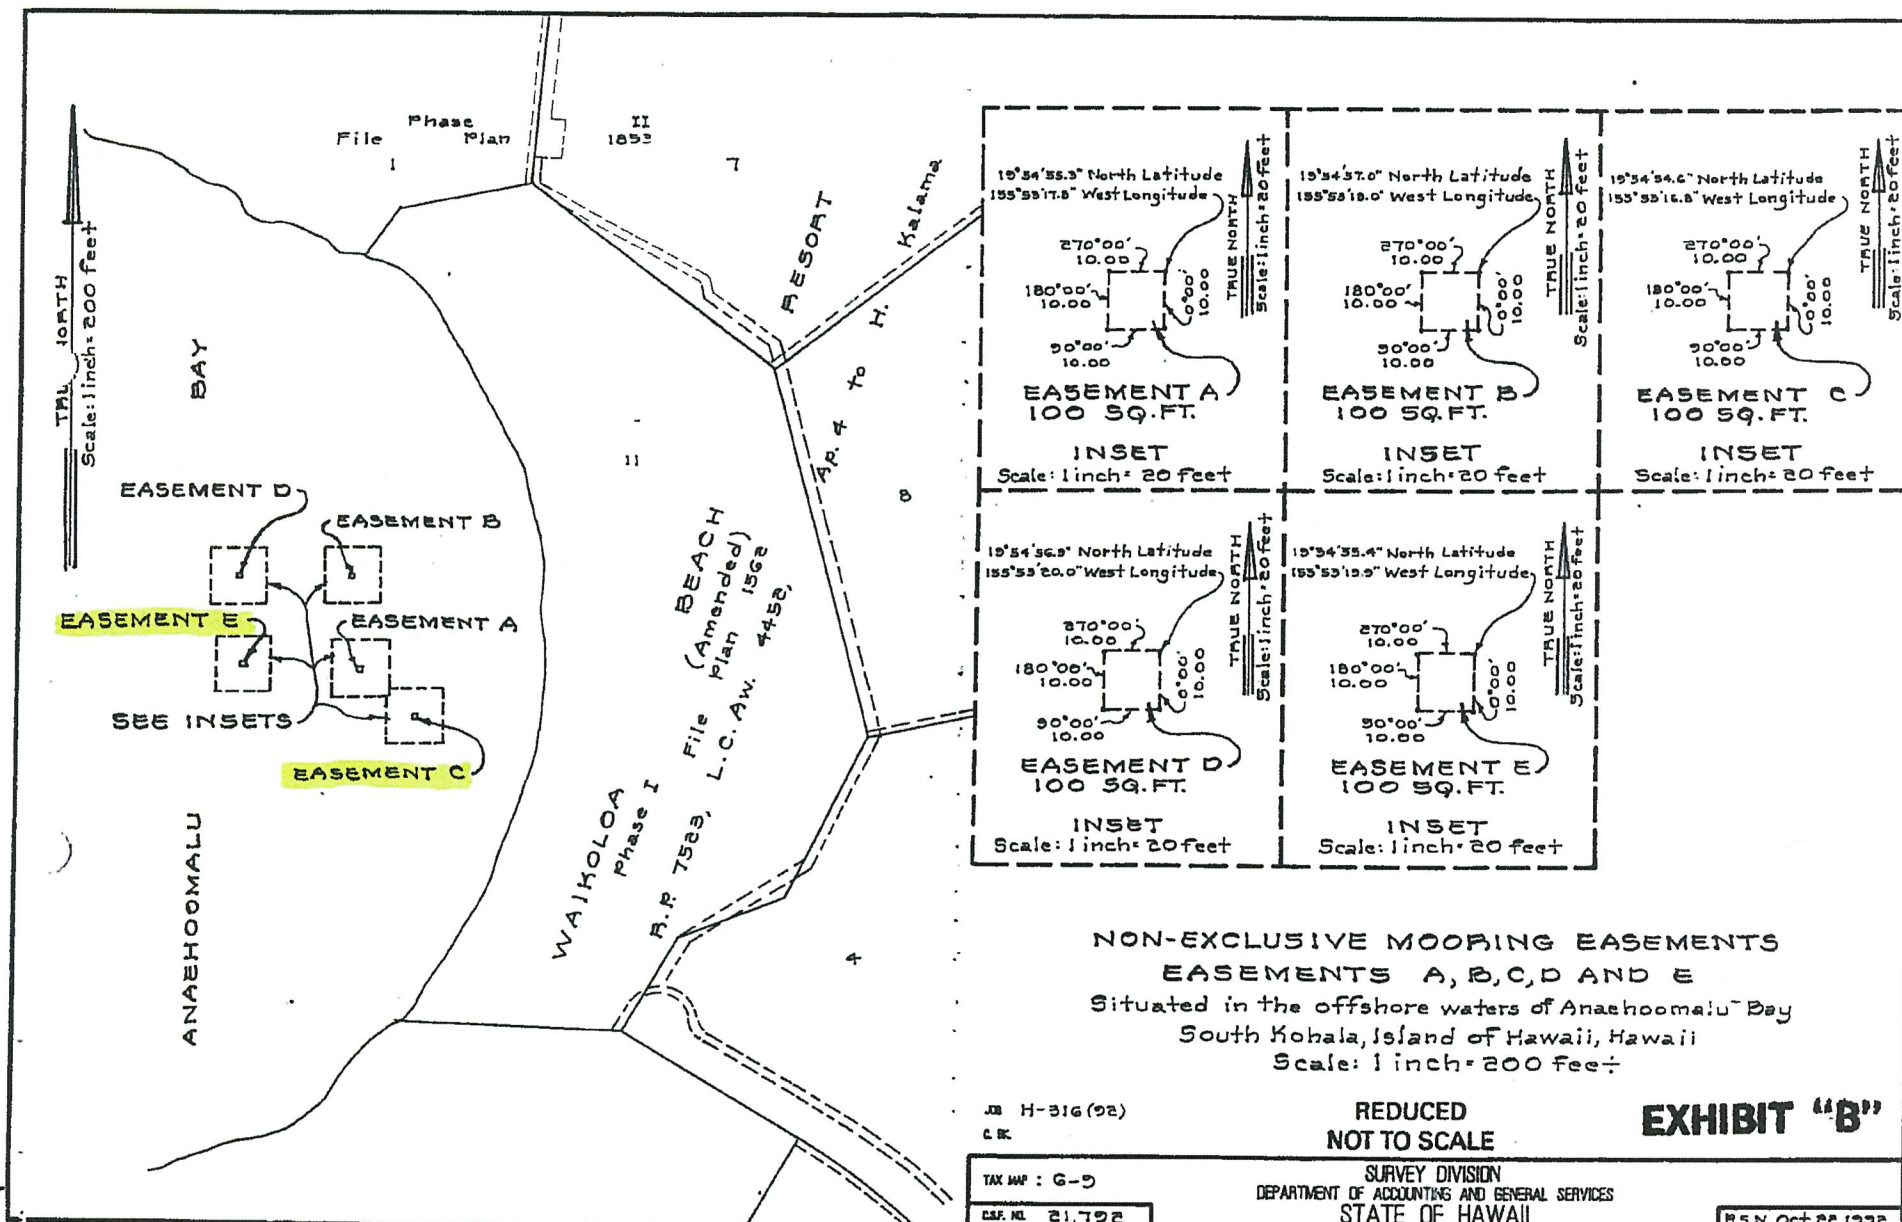 Phase II
File 1 Plan 1853
7
TRUE NORTH
Scale: 1 inch = 200 feet
BAY
ANAEHOOMALU
EASEMENT D
EASEMENT B
EASEMENT E
EASEMENT A
SEE INSETS
EASEMENT C
11
8
4
RESORT
Ap. 4 to H. Kalama
WAIKOLOA BEACH
Phase I (Amended)
File Plan 1562
R.P. 7523, L.C. Aw. 4452,
19°54'55.3" North Latitude
155°53'17.8" West Longitude
TRUE NORTH
Scale: 1 inch = 20 feet
270°00'
10.00
180°00'
10.00
0°00'
10.00
90°00'
10.00
EASEMENT A
100 SQ.FT.
INSET
Scale: 1 inch = 20 feet
19°54'57.0" North Latitude
155°53'18.0" West Longitude
TRUE NORTH
Scale: 1 inch = 20 feet
270°00'
10.00
180°00'
10.00
0°00'
10.00
90°00'
10.00
EASEMENT B
100 SQ.FT.
INSET
Scale: 1 inch = 20 feet
19°54'54.6" North Latitude
155°53'16.8" West Longitude
TRUE NORTH
Scale: 1 inch = 20 feet
270°00'
10.00
180°00'
10.00
0°00'
10.00
90°00'
10.00
EASEMENT C
100 SQ.FT.
INSET
Scale: 1 inch = 20 feet
19°54'56.9" North Latitude
155°53'20.0" West Longitude
TRUE NORTH
Scale: 1 inch = 20 feet
270°00'
10.00
180°00'
10.00
0°00'
10.00
90°00'
10.00
EASEMENT D
100 SQ.FT.
INSET
Scale: 1 inch = 20 feet
19°54'55.4" North Latitude
155°53'19.9" West Longitude
TRUE NORTH
Scale: 1 inch = 20 feet
270°00'
10.00
180°00'
10.00
0°00'
10.00
90°00'
10.00
EASEMENT E
100 SQ.FT.
INSET
Scale: 1 inch = 20 feet
NON-EXCLUSIVE MOORING EASEMENTS
EASEMENTS A, B, C, D AND E
Situated in the offshore waters of Anaehoomalu Bay
South Kohala, Island of Hawaii, Hawaii
Scale: 1 inch = 200 feet
JOB H-316(92)
C. BK.
REDUCED
NOT TO SCALE
EXHIBIT "B"
TAX MAP : 6-9
C.S.F. NO. 21,792
SURVEY DIVISION
DEPARTMENT OF ACCOUNTING AND GENERAL SERVICES
STATE OF HAWAII
Oct 28, 1992